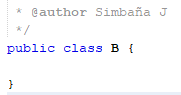 * @author Simbaña J
*/
public class B {
}